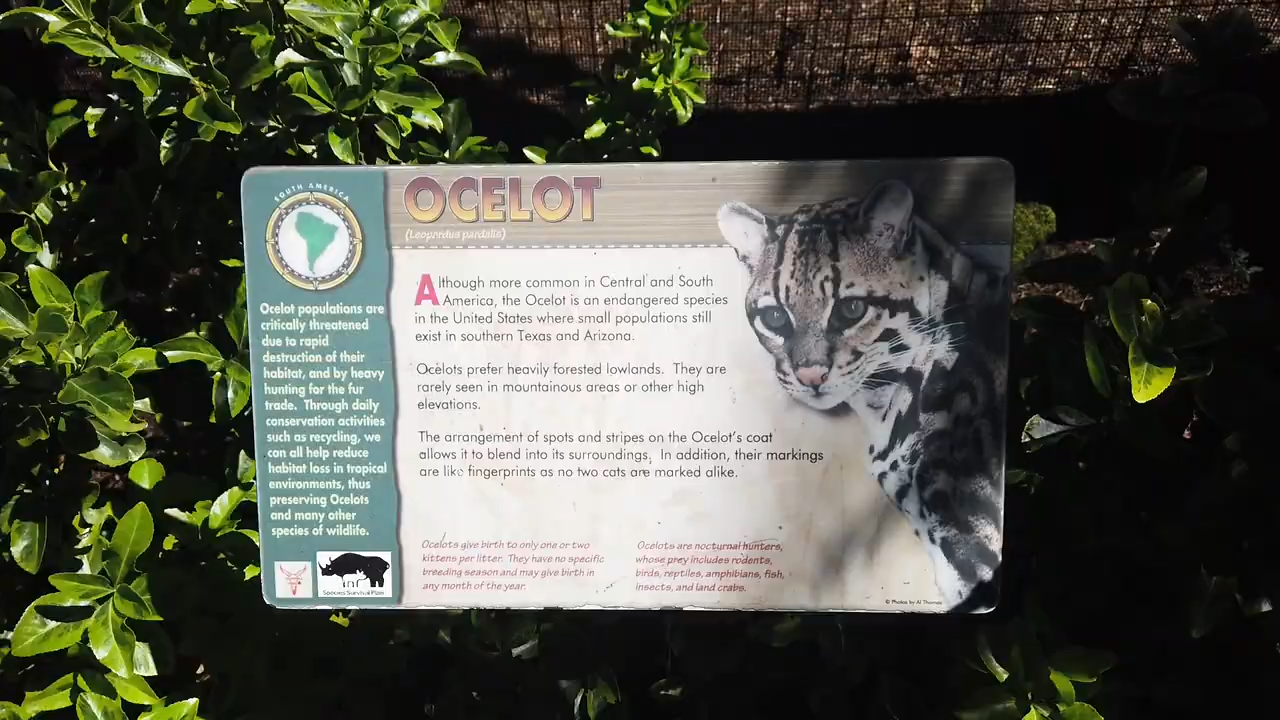 SOUTH AMERICA
OCELOT
(Leopardus pardalis)
Ocelot populations are
critically threatened
due to rapid
destruction of their
habitat, and by heavy
hunting for the fur
trade. Through daily
conservation activities
such as recycling, we
can all help reduce
habitat loss in tropical
environments, thus
preserving Ocelots
and many other
species of wildlife.
Species Survival Plan
Although more common in Central and South
America, the Ocelot is an endangered species
in the United States where small populations still
exist in southern Texas and Arizona.
Ocelots prefer heavily forested lowlands. They are
rarely seen in mountainous areas or other high
elevations.
The arrangement of spots and stripes on the Ocelot's coat
allows it to blend into its surroundings. In addition, their markings
are like fingerprints as no two cats are marked alike.
Ocelots give birth to only one or two
kittens per litter. They have no specific
breeding season and may give birth in
any month of the year.
Ocelots are nocturnal hunters,
whose prey includes rodents,
birds, reptiles, amphibians, fish,
insects, and land crabs.
© Photos by Al Thomas